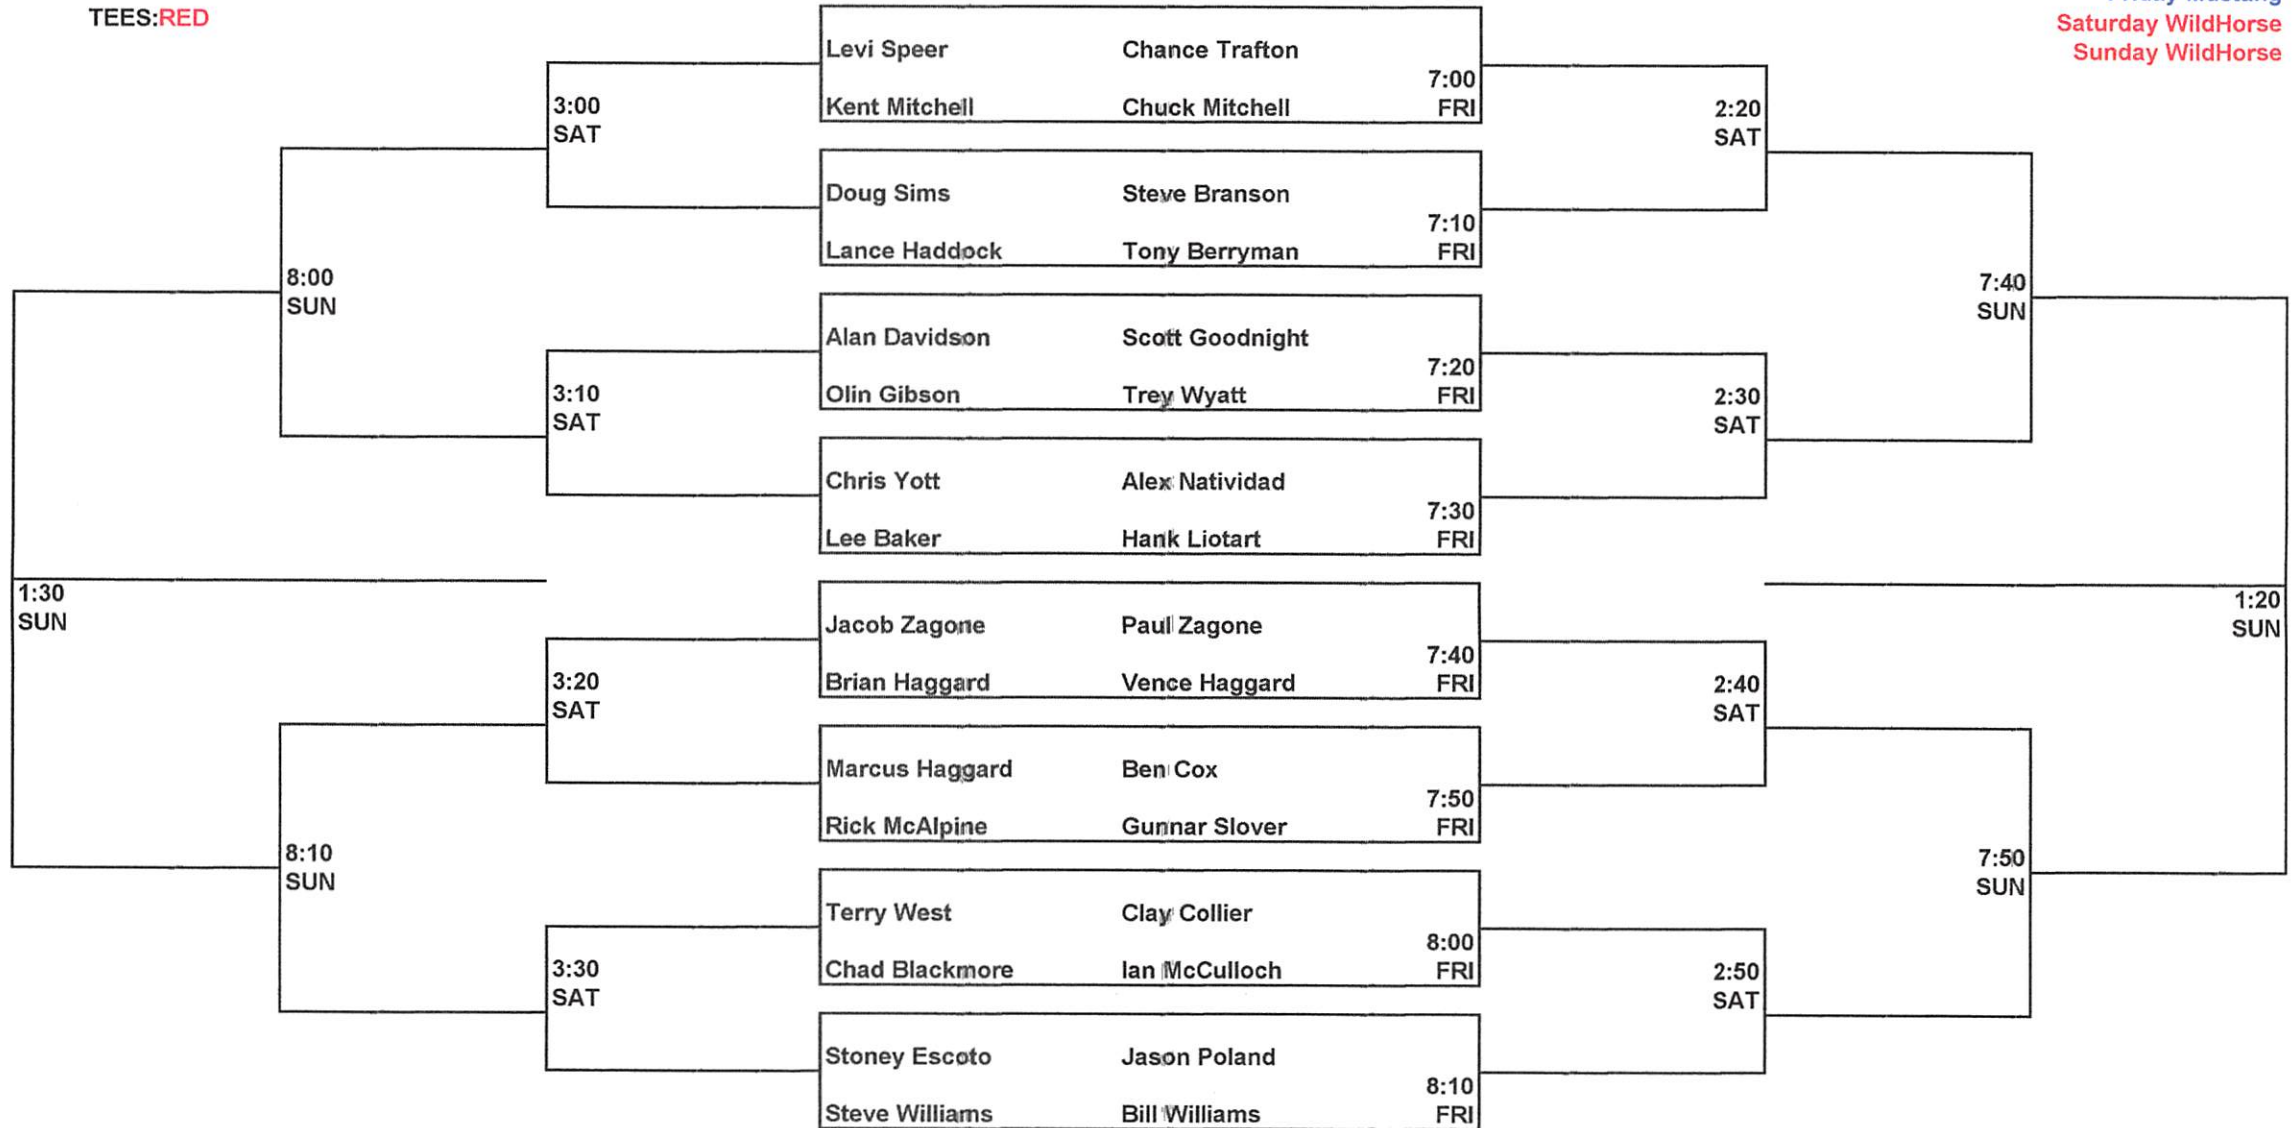 TEES:RED
Saturday WildHorse
Sunday WildHorse
Levi Speer Chance Trafton
7:00
Kent Mitchell Chuck Mitchell FRI
3:00
SAT
2:20
SAT
Doug Sims Steve Branson
7:10
Lance Haddock Tony Berryman FRI
8:00
SUN
7:40
SUN
Alan Davidson Scott Goodnight
7:20
Olin Gibson Trey Wyatt FRI
3:10
SAT
2:30
SAT
Chris Yott Alex Natividad
7:30
Lee Baker Hank Liotart FRI
1:30
SUN
1:20
SUN
Jacob Zagone Paul Zagone
7:40
Brian Haggard Vence Haggard FRI
3:20
SAT
2:40
SAT
Marcus Haggard Ben Cox
7:50
Rick McAlpine Gunnar Slover FRI
8:10
SUN
7:50
SUN
Terry West Clay Collier
8:00
Chad Blackmore Ian McCulloch FRI
3:30
SAT
2:50
SAT
Stoney Escoto Jason Poland
8:10
Steve Williams Bill Williams FRI